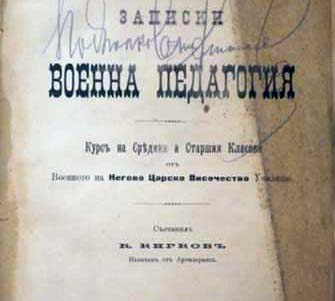 ЗАПИСКИ
ВОЕННА ПЕДАГОГИЯ
Курсъ на Срѣдния и Старшия Класове
отъ
Военното на Негово Царско Височество Училище
Съставилъ
К. КИРКОВЪ
Капитанъ отъ Артилерията.